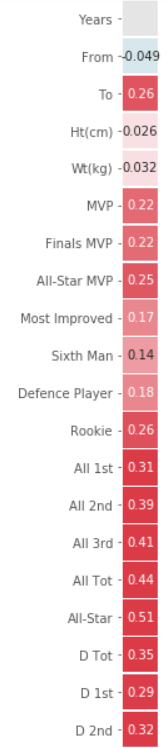 Years
From -0.049
To 0.26
Ht(cm) 0.026
Wt(kg) 0.032
MVP 0.22
Finals MVP 0.22
All-Star MVP 0.25
Most Improved 0.17
Sixth Man 0.14
Defence Player 0.18
Rookie 0.26
All 1st 0.31
All 2nd 0.39
All 3rd 0.41
All Tot 0.44
All-Star 0.51
D Tot 0.35
D 1st 0.29
D 2nd 0.32